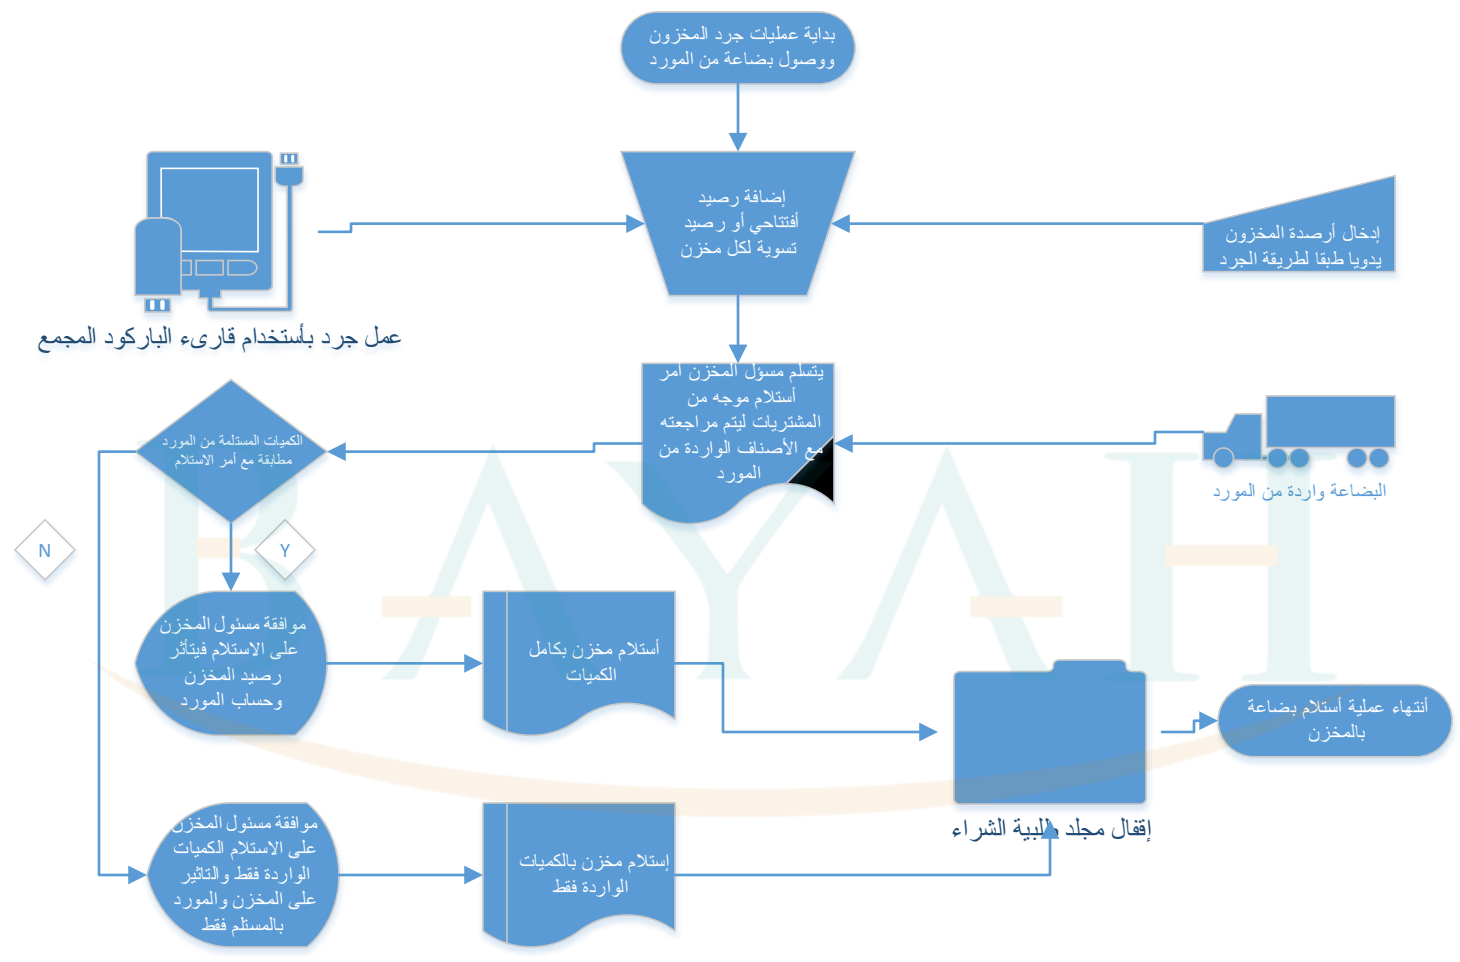 بداية عمليات جرد المخزون
ووصول بضاعة من المورد
إضافة رصيد
أفتتاحي أو رصيد
تسوية لكل مخزن
إدخال أرصدة المخزون
يدويا طبقا لطريقة الجرد
عمل جرد بأستخدام قارىء الباركود المجمع
يتسلم مسؤل المخزن أمر
أستلام موجه من
المشتريات ليتم مراجعته
مع الأصناف الواردة من
المورد
البضاعة واردة من المورد
الكميات المستلمة من المورد
مطابقة مع أمر الاستلام
N
Y
موافقة مسئول المخزن
على الاستلام فيتأثر
رصيد المخزن
وحساب المورد
أستلام مخزن بكامل
الكميات
أنتهاء عملية أستلام بضاعة
بالمخزن
إقفال مجلد طلبية الشراء
موافقة مسئول المخزن
على الاستلام الكميات
الواردة فقط والتاثير
على المخزن والمورد
بالمستلم فقط
إستلام مخزن بالكميات
الواردة فقط
BAYAH